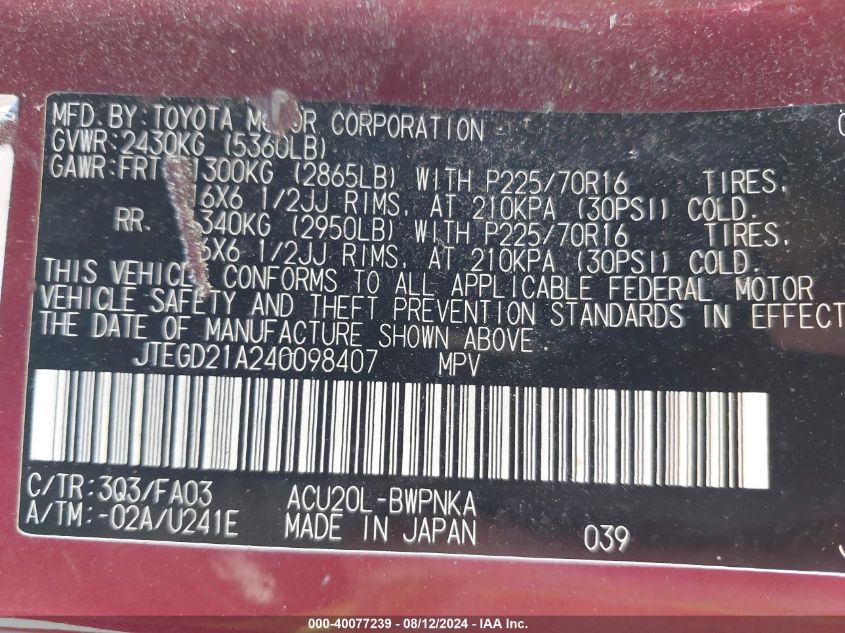 MFD. BY: TOYOTA MOTOR CORPORATION
GVWR: 2430KG (5360LB)
GAWR: FRT 1300KG (2865LB) WITH P225/70R16 TIRES,
6X6 1/2JJ RIMS, AT 210KPA (30PSI) COLD.
RR. 340KG (2950LB) WITH P225/70R16 TIRES,
6X6 1/2JJ RIMS, AT 210KPA (30PSI) COLD.
THIS VEHICLE CONFORMS TO ALL APPLICABLE FEDERAL MOTOR
VEHICLE SAFETY AND THEFT PREVENTION STANDARDS IN EFFECT
THE DATE OF MANUFACTURE SHOWN ABOVE.
JTEGD21A240098407 MPV
C/TR: 3Q3/FA03 ACU20L-BWPNKA
A/TM: -02A/U241E MADE IN JAPAN 039
000-40077239 - 08/12/2024 - IAA Inc.